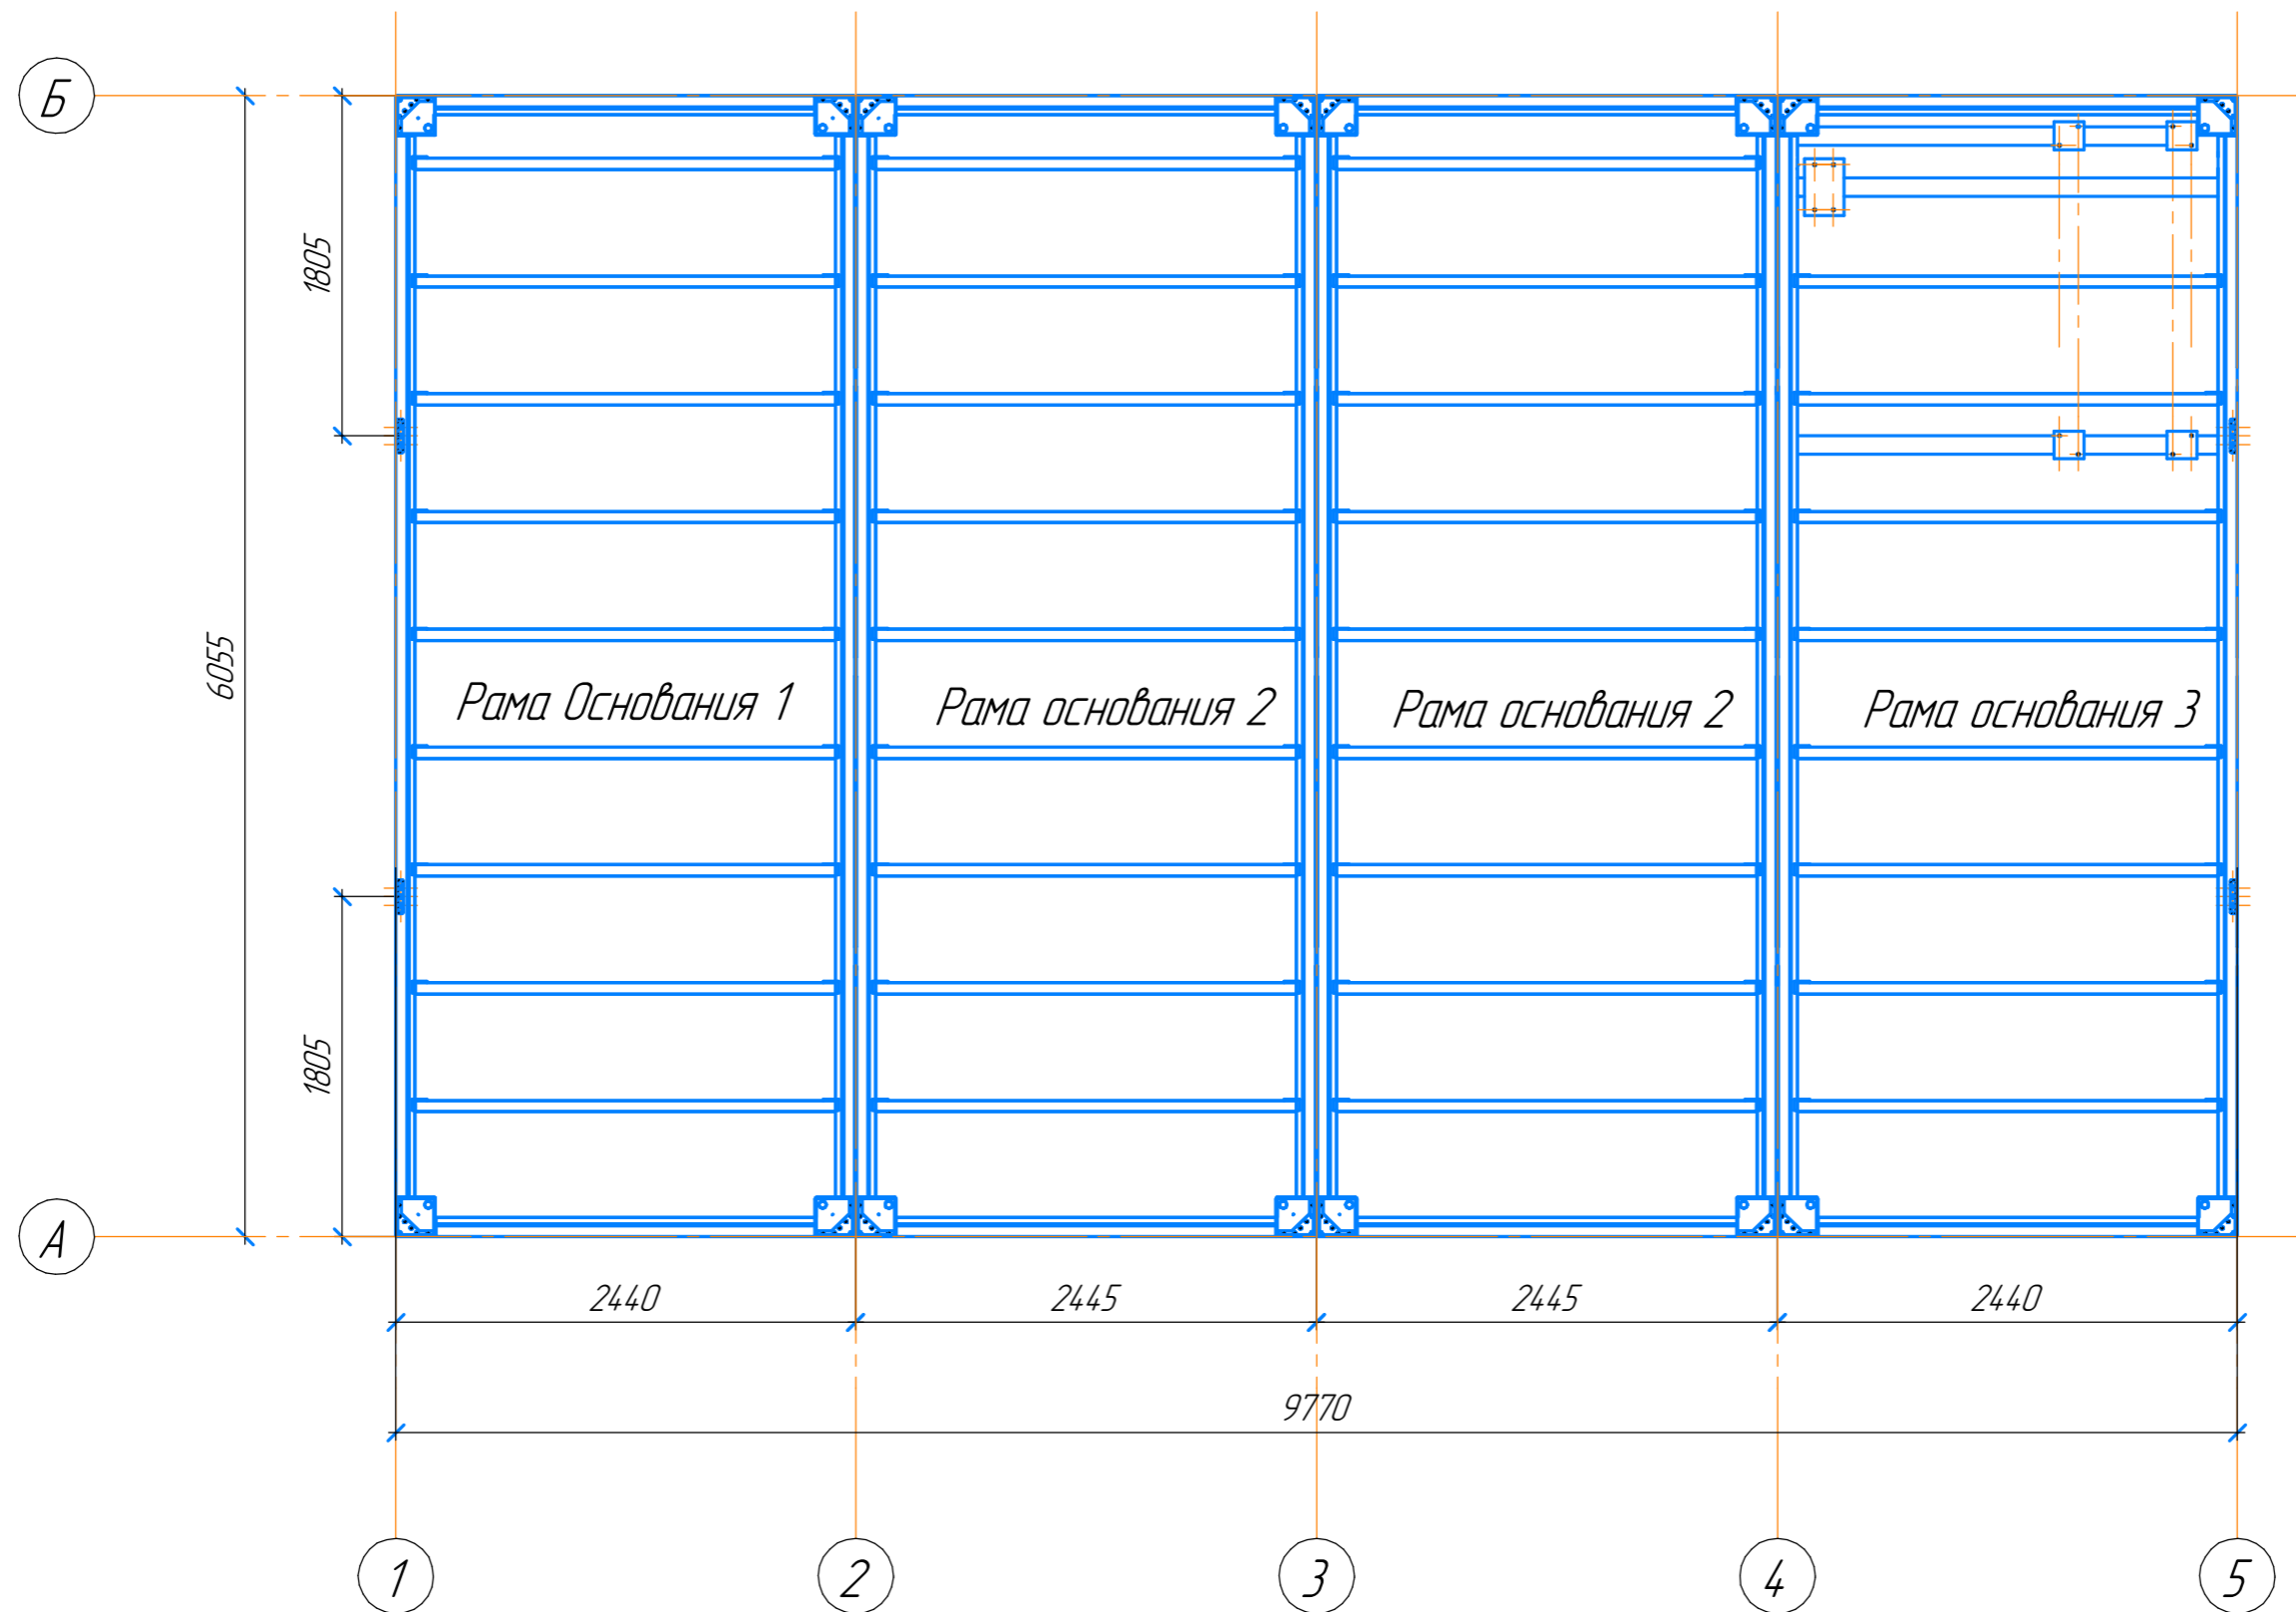 Б
1805
6055
Рама Основания 1
Рама основания 2
Рама основания 2
Рама основания 3
1805
А
2440
2445
2445
2440
9770
1
2
3
4
5